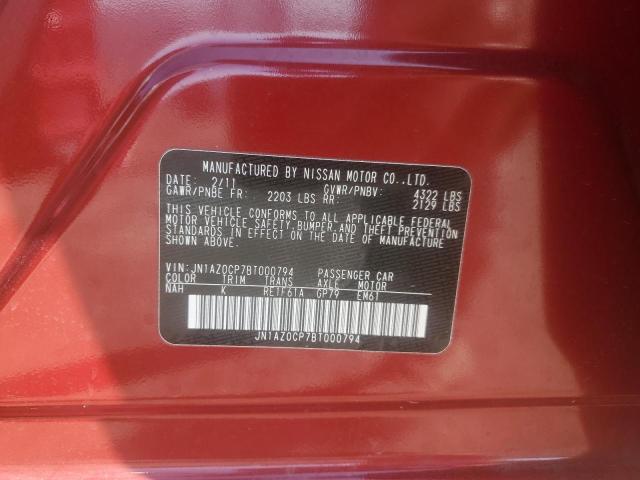 MANUFACTURED BY NISSAN MOTOR CO.,LTD.
DATE: 2/11 GVWR/PNBV: 4322 LBS
GAWR/PNBE FR: 2203 LBS RR: 2129 LBS
THIS VEHICLE CONFORMS TO ALL APPLICABLE FEDERAL
MOTOR VEHICLE SAFETY, BUMPER, AND THEFT PREVENTION
STANDARDS IN EFFECT ON THE DATE OF MANUFACTURE
SHOWN ABOVE.
VIN: JN1AZ0CP7BT000794 PASSENGER CAR
COLOR TRIM TRANS AXLE MOTOR
NAH K RE1F61A GP79 EM61
JN1AZ0CP7BT000794